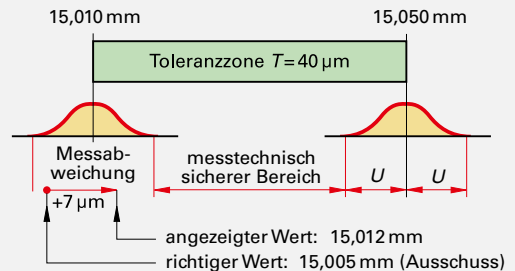 15,010 mm
15,050 mm
Toleranzzone T = 40 µm
Messab-
weichung
messtechnisch
sicherer Bereich
U
U
+7 µm
angezeigter Wert: 15,012 mm
richtiger Wert: 15,005 mm (Ausschuss)